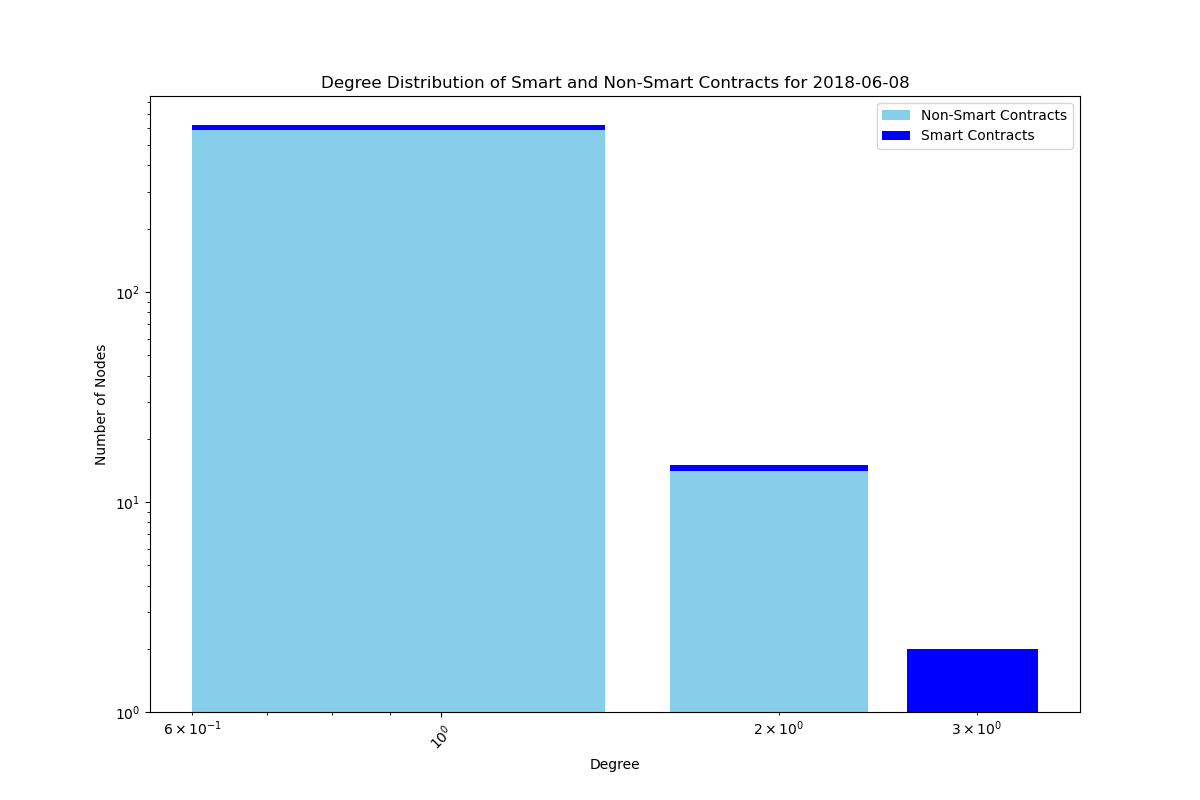 Degree Distribution of Smart and Non-Smart Contracts for 2018-06-08
Non-Smart Contracts
Smart Contracts
Number of Nodes
10²
10¹
10⁰
6 × 10⁻¹
10⁰
2 × 10⁰
3 × 10⁰
Degree